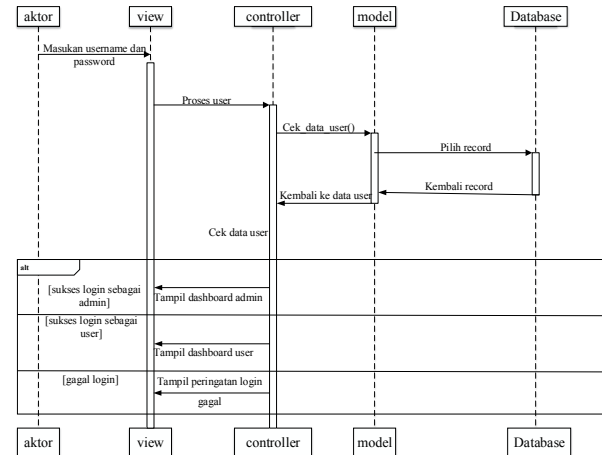 aktor
view
controller
model
Database
Masukan username dan
password
Proses user
Cek_data_user()
Pilih record
Kembali record
Kembali ke data user
Cek data user
alt
[sukses login sebagai
admin]
Tampil dashboard admin
[sukses login sebagai
user]
Tampil dashboard user
[gagal login]
Tampil peringatan login
gagal
aktor
view
controller
model
Database